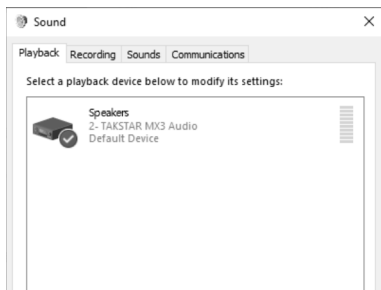 Sound
Playback Recording Sounds Communications
Select a playback device below to modify its settings:
Speakers
2- TAKSTAR MX3 Audio
Default Device